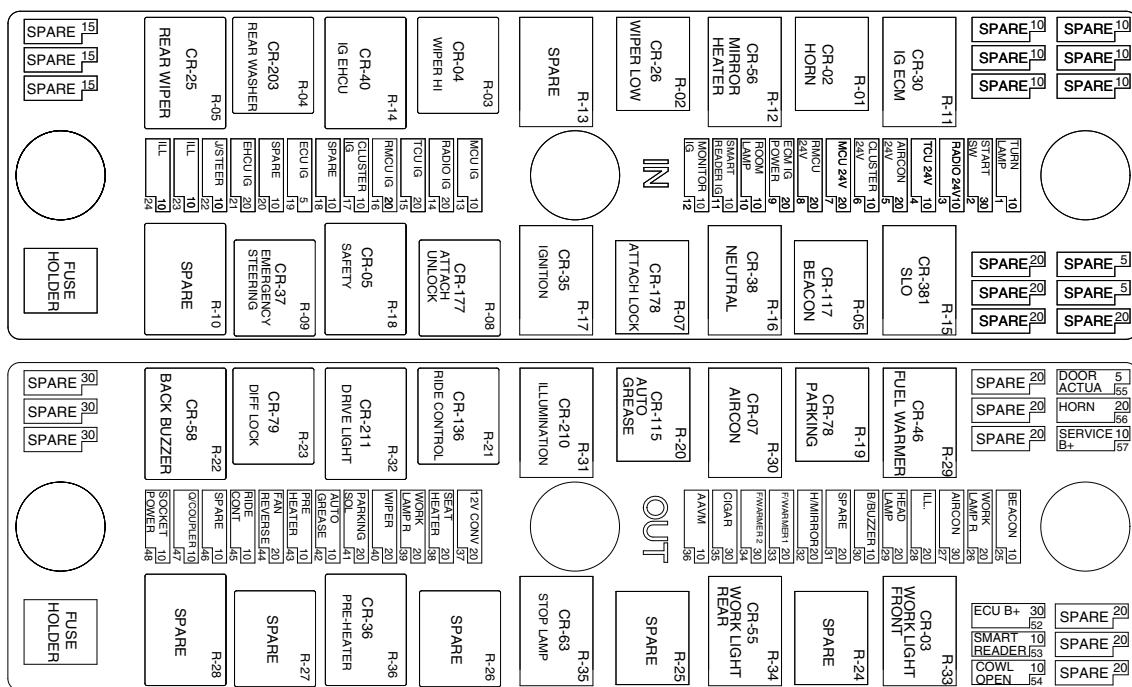 SPARE 15
SPARE 15
SPARE 15
CR-25
REAR WIPER
R-05
CR-203
REAR WASHER
R-04
CR-40
IG EHCU
R-14
CR-04
WIPER HI
R-03
SPARE
R-13
CR-26
WIPER LOW
R-02
CR-56
MIRROR
HEATER
R-12
CR-02
HORN
R-01
CR-30
IG ECM
R-11
SPARE 10
SPARE 10
SPARE 10
SPARE 10
SPARE 10
SPARE 10
ILL 10 24
ILL 10 23
J/STEER 10 22
EHCU IG 20 21
SPARE 10 20
ECU IG 5 19
SPARE 10 18
CLUSTER IG 10 17
RMCU IG 20 16
TCU IG 20 15
RADIO IG 20 14
MCU IG 10 13
IN
MONITOR IG 10 12
SMART READER IG 10 11
ROOM LAMP 10 10
ECM IG POWER 20 9
RMCU 24V 20 8
MCU 24V 20 7
CLUSTER 24V 10 6
AIRCON 24V 20 5
TCU 24V 10 4
RADO 24V 10 3
START SW 30 2
TURN LAMP 10 1
FUSE
HOLDER
SPARE
R-10
CR-37
EMERGENCY
STEERING
R-09
CR-05
SAFETY
R-18
CR-177
ATTACH
UNLOCK
R-08
CR-35
IGNITION
R-17
CR-178
ATTACH LOCK
R-07
CR-38
NEUTRAL
R-16
CR-117
BEACON
R-05
CR-381
SLO
R-15
SPARE 20
SPARE 5
SPARE 20
SPARE 5
SPARE 20
SPARE 20
SPARE 30
SPARE 30
SPARE 30
CR-58
BACK BUZZER
R-22
CR-79
DIFF LOCK
R-23
CR-211
DRIVE LIGHT
R-32
CR-136
RIDE CONTROL
R-21
CR-210
ILLUMINATION
R-31
CR-115
AUTO
GREASE
R-20
CR-07
AIRCON
R-30
CR-78
PARKING
R-19
CR-46
FUEL WARMER
R-29
SPARE 20
DOOR ACTUA 5 55
SPARE 20
HORN 20 56
SPARE 20
SERVICE B+ 10 57
SOCKET POWER 10 48
Q/COUPLER 10 47
SPARE 10 46
RIDE CONT 10 45
FAN REVERSE 10 44
PRE HEATER 10 43
AUTO GREASE 10 42
PARKING SOL 20 41
WIPER 20 40
WORK LAMP R 20 39
SEAT HEATER 20 38
12V CONV 20 37
OUT
AAVM 10 36
CIGAR 30 35
F/WARMER 2 30 34
F/WARMER1 20 33
H/MIRROR 20 32
SPARE 20 31
B/BUZZER 10 30
HEAD LAMP 20 29
ILL. 20 28
AIRCON 30 27
WORK LAMP R 20 26
BEACON 10 25
FUSE
HOLDER
SPARE
R-28
SPARE
R-27
CR-36
PRE-HEATER
R-36
SPARE
R-26
CR-63
STOP LAMP
R-35
SPARE
R-25
CR-55
WORK LIGHT
REAR
R-34
SPARE
R-24
CR-03
WORK LIGHT
FRONT
R-33
ECU B+ 30 52
SPARE 20
SMART READER 10 53
SPARE 20
COWL OPEN 10 54
SPARE 20